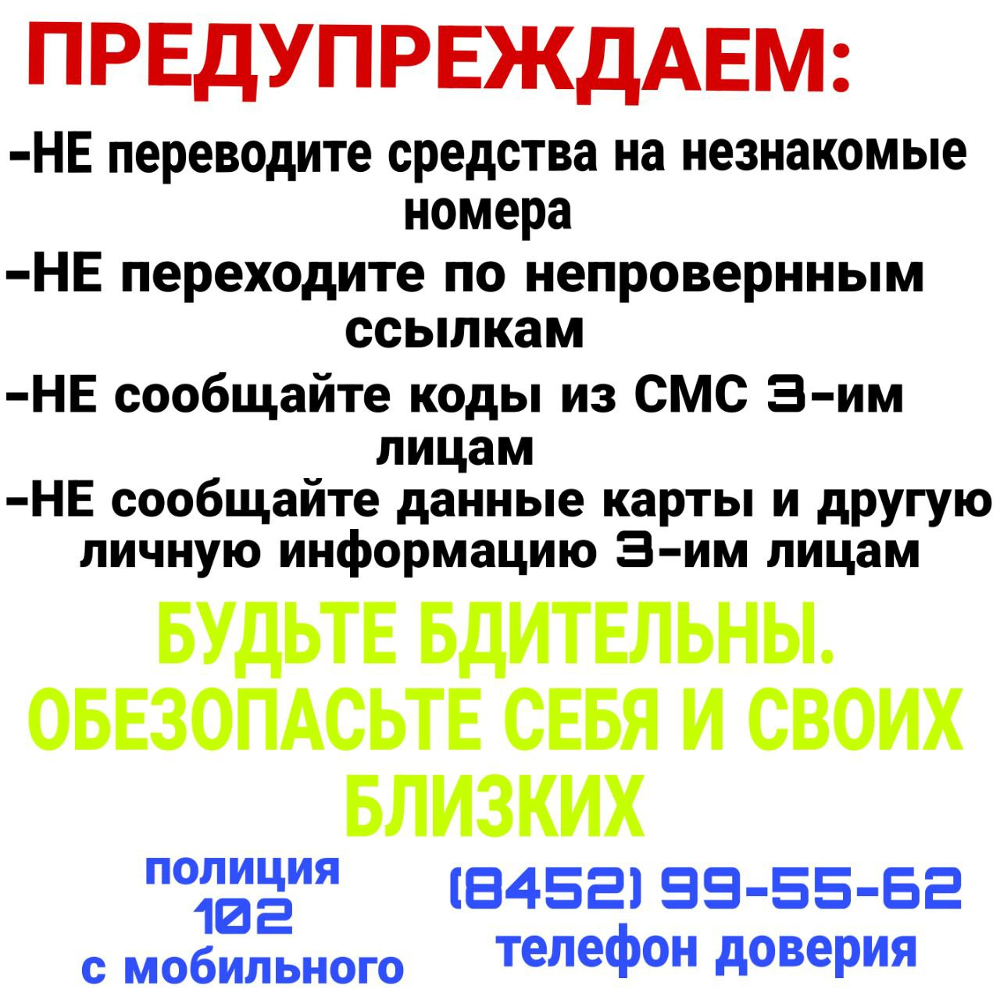 ПРЕДУПРЕЖДАЕМ:
-НЕ переводите средства на незнакомые
номера
-НЕ переходите по непровернным
ссылкам
-НЕ сообщайте коды из СМС 3-им
лицам
-НЕ сообщайте данные карты и другую
личную информацию 3-им лицам
БУДЬТЕ БДИТЕЛЬНЫ.
ОБЕЗОПАСЬТЕ СЕБЯ И СВОИХ
БЛИЗКИХ
полиция
102
с мобильного
(8452) 99-55-62
телефон доверия